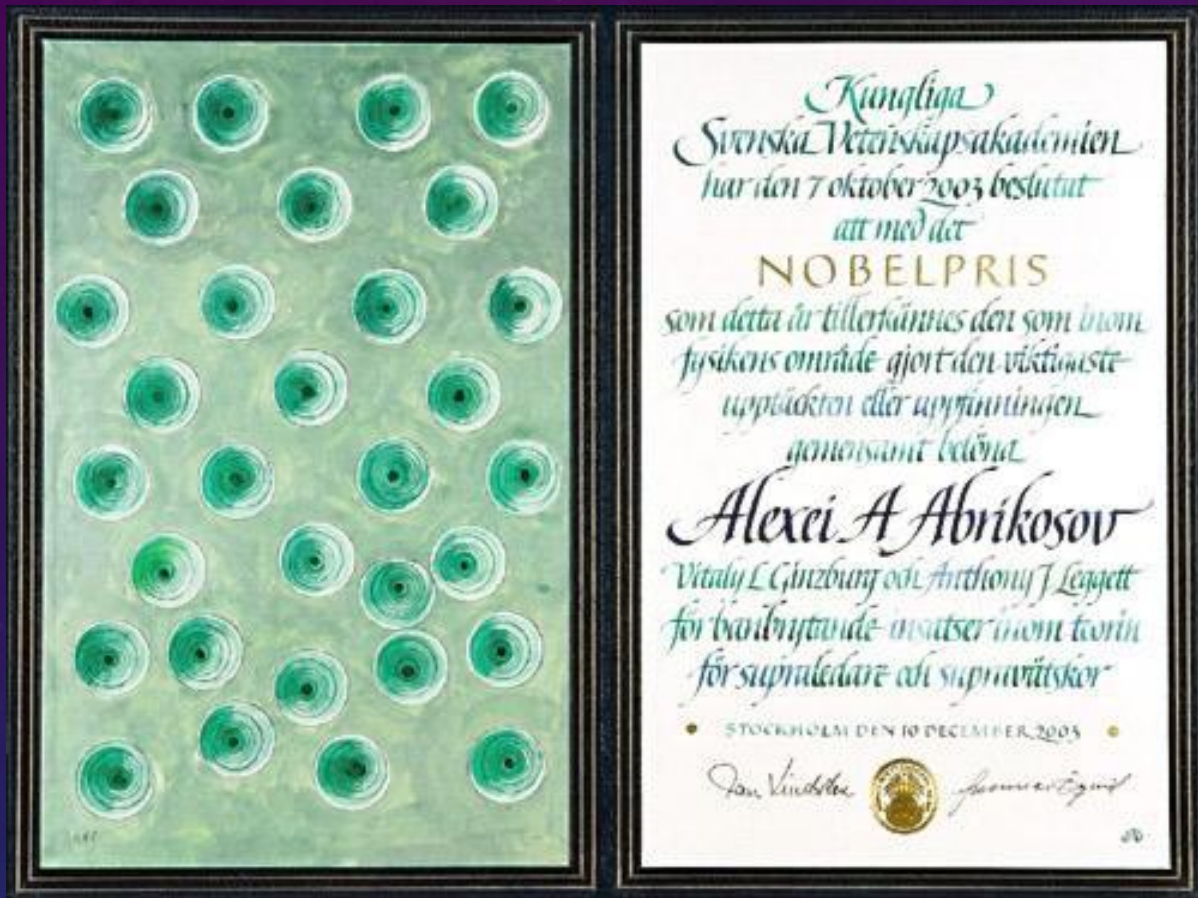 Kungliga
Svenska Vetenskapsakademien
har den 7 oktober 2003 beslutat
att med det
NOBELPRIS
som detta år tillerkännes den som inom
fysikens område gjort den viktigaste
upptäckten eller uppfinningen
gemensamt belöna
Alexei A Abrikosov
Vitaly L Ginzburg och Anthony J Leggett
för banbrytande insatser inom teorin
för supraledare och supravätskor
STOCKHOLM DEN 10 DECEMBER 2003